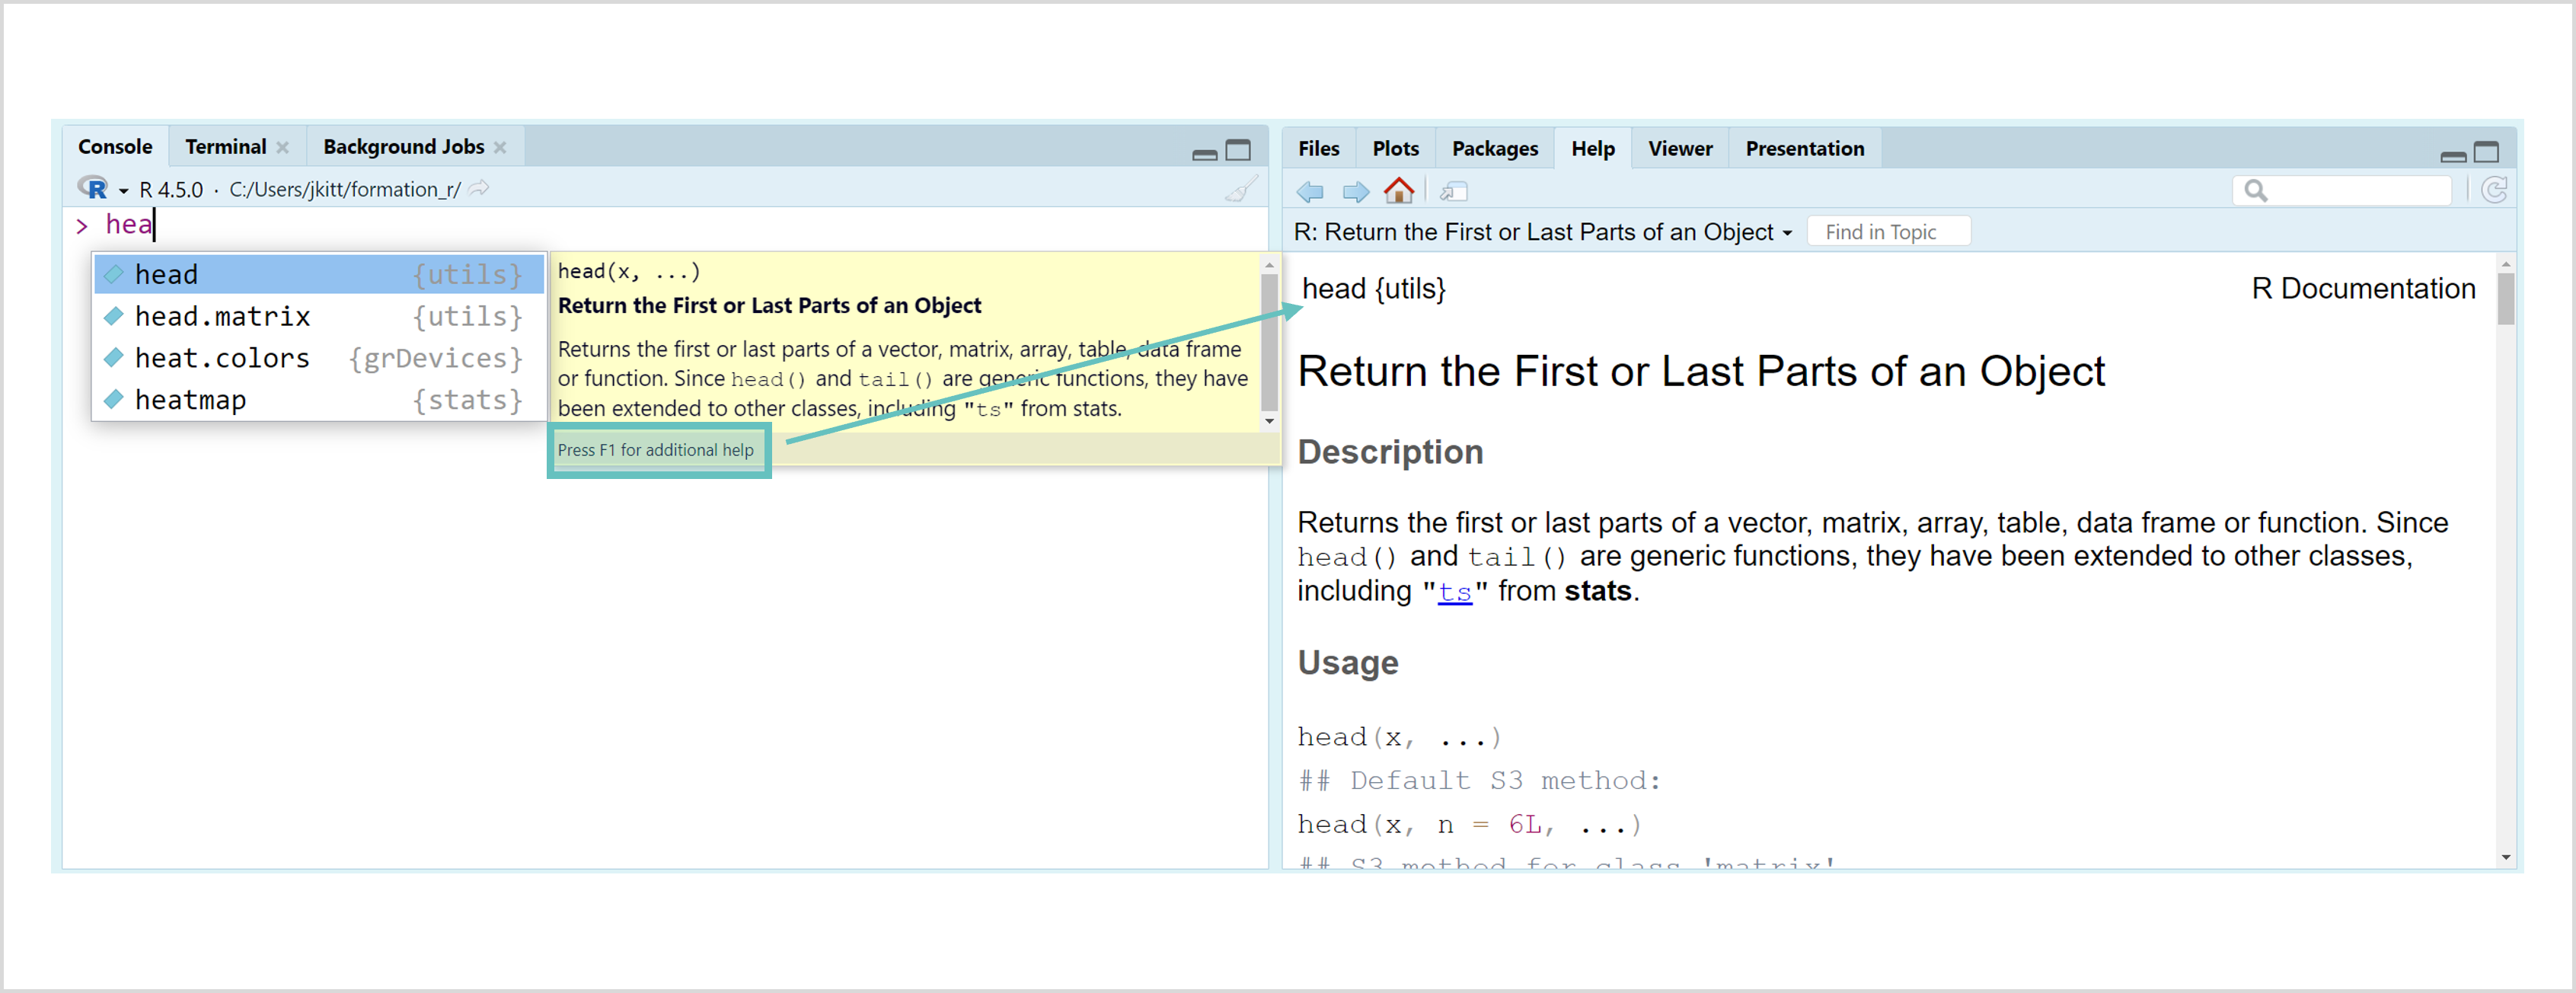 Console
Terminal
Background Jobs
R 4.5.0 · C:/Users/jkitt/formation_r/
> hea
head {utils}
head.matrix {utils}
heat.colors {grDevices}
heatmap {stats}
head(x, ...)
Return the First or Last Parts of an Object
Returns the first or last parts of a vector, matrix, array, table, data frame
or function. Since head() and tail() are generic functions, they have
been extended to other classes, including "ts" from stats.
Press F1 for additional help
Files
Plots
Packages
Help
Viewer
Presentation
R: Return the First or Last Parts of an Object
Find in Topic
head {utils}
R Documentation
Return the First or Last Parts of an Object
Description
Returns the first or last parts of a vector, matrix, array, table, data frame or function. Since
head() and tail() are generic functions, they have been extended to other classes,
including "ts" from stats.
Usage
head(x, ...)
## Default S3 method:
head(x, n = 6L, ...)
## S3 method for class 'matrix'